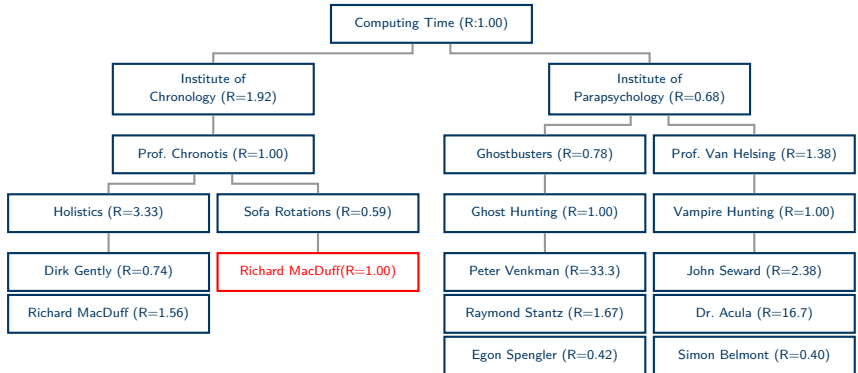 Computing Time (R:1.00)
Institute of
Chronology (R=1.92)
Institute of
Parapsychology (R=0.68)
Prof. Chronotis (R=1.00)
Ghostbusters (R=0.78)
Prof. Van Helsing (R=1.38)
Holistics (R=3.33)
Sofa Rotations (R=0.59)
Ghost Hunting (R=1.00)
Vampire Hunting (R=1.00)
Dirk Gently (R=0.74)
Richard MacDuff(R=1.00)
Peter Venkman (R=33.3)
John Seward (R=2.38)
Richard MacDuff (R=1.56)
Raymond Stantz (R=1.67)
Dr. Acula (R=16.7)
Egon Spengler (R=0.42)
Simon Belmont (R=0.40)